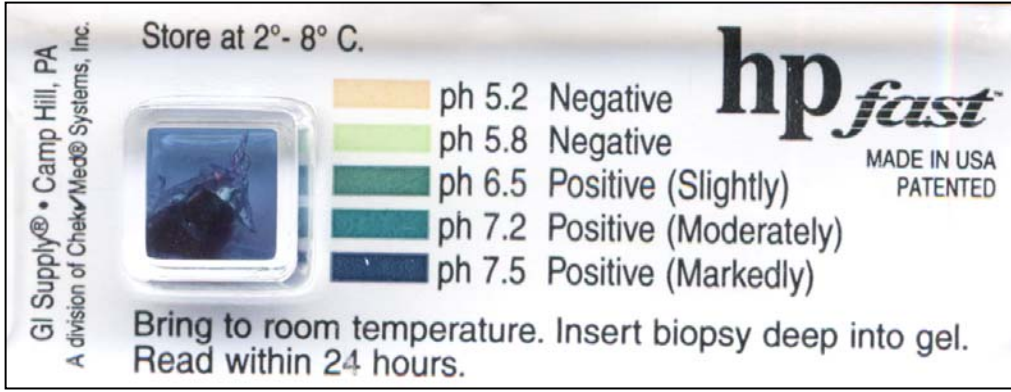 GI Supply® • Camp Hill, PA
A division of Chek✓Med® Systems, Inc.
Store at 2°- 8° C.
ph 5.2 Negative
ph 5.8 Negative
ph 6.5 Positive (Slightly)
ph 7.2 Positive (Moderately)
ph 7.5 Positive (Markedly)
hp fast™
MADE IN USA
PATENTED
Bring to room temperature. Insert biopsy deep into gel.
Read within 24 hours.